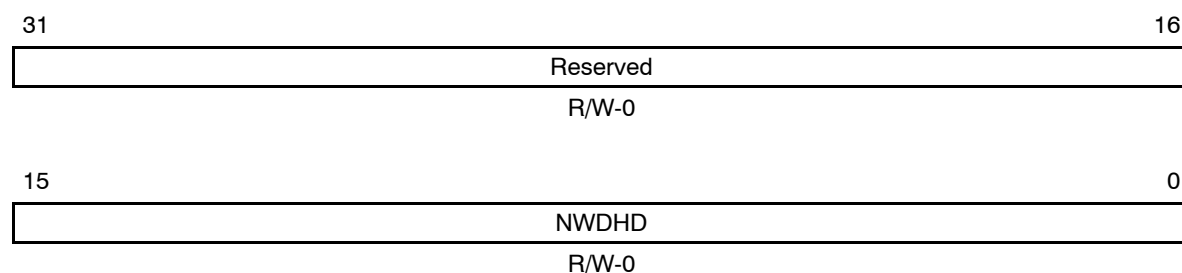 31 16
Reserved
R/W-0
15 0
NWDHD
R/W-0